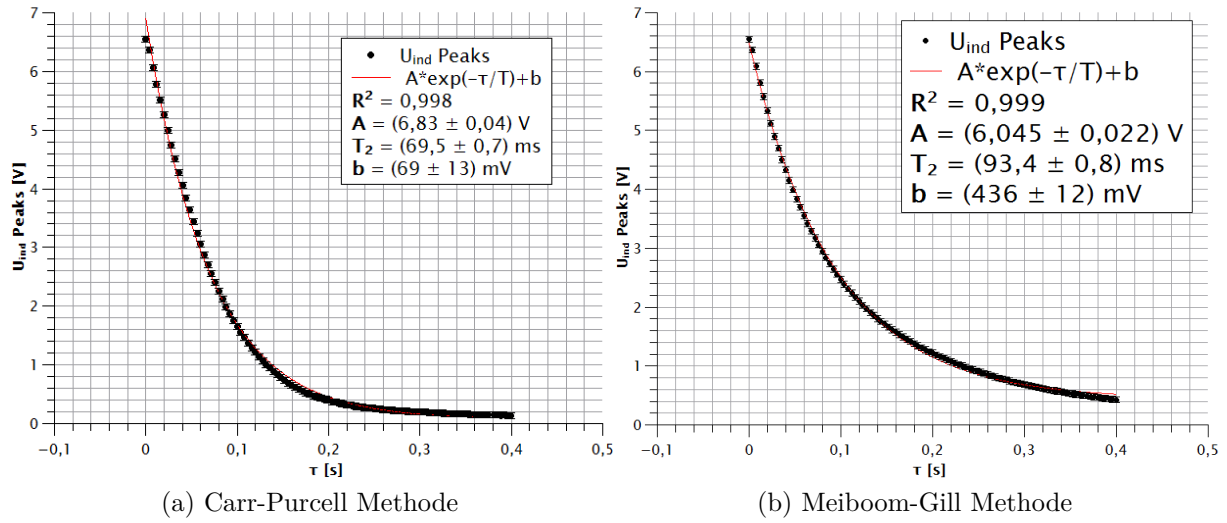 7
6
5
4
3
2
1
0
U_ind Peaks [V]
U_ind Peaks
A*exp(−τ/T)+b
R² = 0,998
A = (6,83 ± 0,04) V
T₂ = (69,5 ± 0,7) ms
b = (69 ± 13) mV
−0,1 0 0,1 0,2 0,3 0,4 0,5
τ [s]
(a) Carr-Purcell Methode
7
6
5
4
3
2
1
0
U_ind Peaks [V]
U_ind Peaks
A*exp(−τ/T)+b
R² = 0,999
A = (6,045 ± 0,022) V
T₂ = (93,4 ± 0,8) ms
b = (436 ± 12) mV
−0,1 0 0,1 0,2 0,3 0,4 0,5
τ [s]
(b) Meiboom-Gill Methode